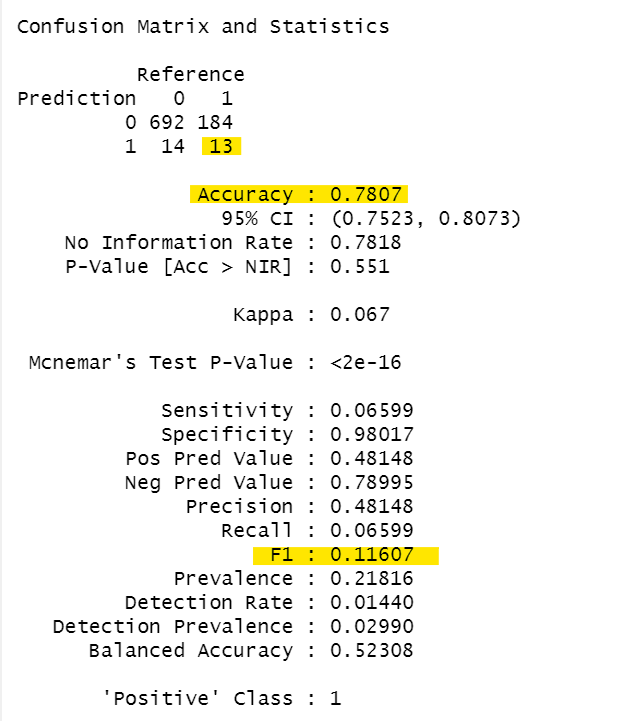 Confusion Matrix and Statistics
Reference
Prediction 0 1
0 692 184
1 14 13
Accuracy : 0.7807
95% CI : (0.7523, 0.8073)
No Information Rate : 0.7818
P-Value [Acc > NIR] : 0.551
Kappa : 0.067
Mcnemar's Test P-Value : <2e-16
Sensitivity : 0.06599
Specificity : 0.98017
Pos Pred Value : 0.48148
Neg Pred Value : 0.78995
Precision : 0.48148
Recall : 0.06599
F1 : 0.11607
Prevalence : 0.21816
Detection Rate : 0.01440
Detection Prevalence : 0.02990
Balanced Accuracy : 0.52308
'Positive' Class : 1